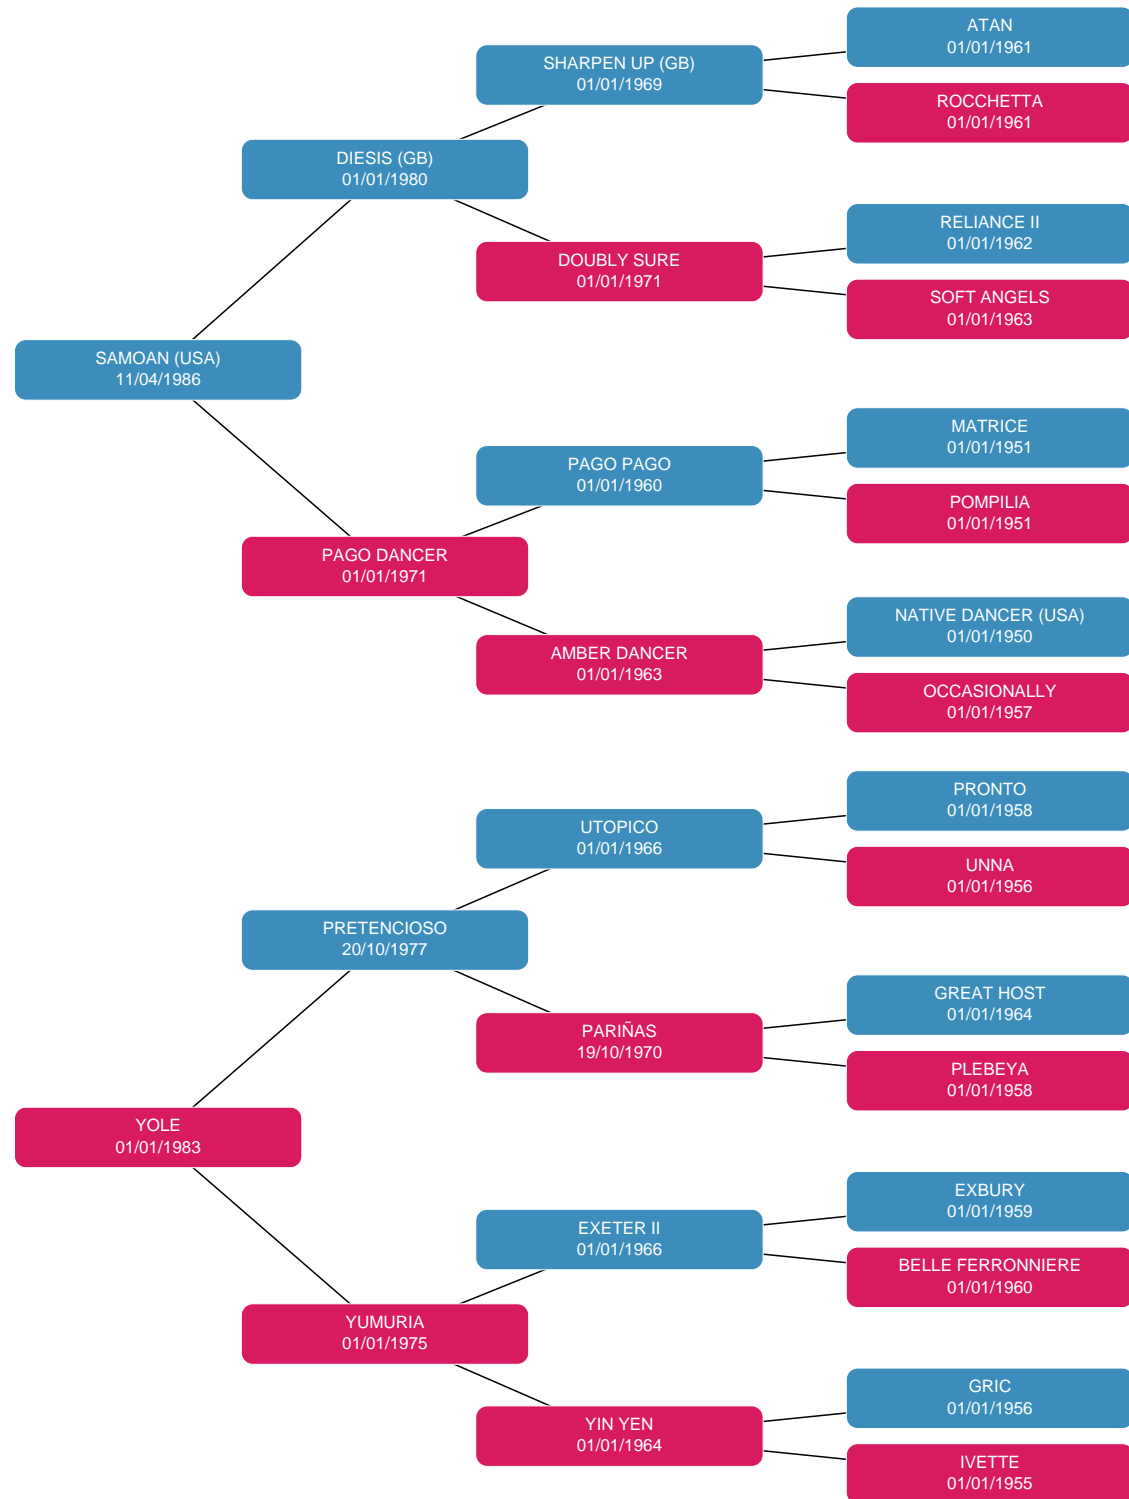 ATAN
01/01/1961
SHARPEN UP (GB)
01/01/1969
ROCCHETTA
01/01/1961
DIESIS (GB)
01/01/1980
RELIANCE II
01/01/1962
DOUBLY SURE
01/01/1971
SOFT ANGELS
01/01/1963
SAMOAN (USA)
11/04/1986
MATRICE
01/01/1951
PAGO PAGO
01/01/1960
POMPILIA
01/01/1951
PAGO DANCER
01/01/1971
NATIVE DANCER (USA)
01/01/1950
AMBER DANCER
01/01/1963
OCCASIONALLY
01/01/1957
PRONTO
01/01/1958
UTOPICO
01/01/1966
UNNA
01/01/1956
PRETENCIOSO
20/10/1977
GREAT HOST
01/01/1964
PARIÑAS
19/10/1970
PLEBEYA
01/01/1958
YOLE
01/01/1983
EXBURY
01/01/1959
EXETER II
01/01/1966
BELLE FERRONNIERE
01/01/1960
YUMURIA
01/01/1975
GRIC
01/01/1956
YIN YEN
01/01/1964
IVETTE
01/01/1955